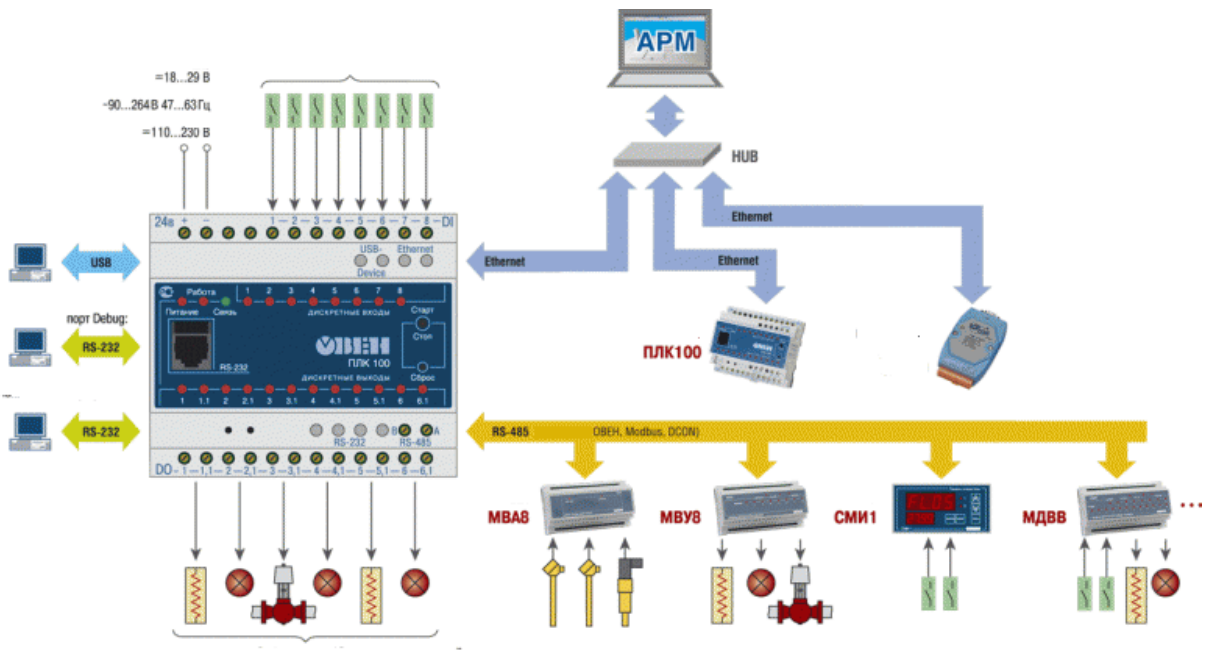 АРМ
=18...29 В
~90...264В 47...63Гц
=110...230 В
HUB
24в + – 1 – 2 – 3 – 4 – 5 – 6 – 7 – 8 – DI
Ethernet
USB-Device Ethernet
USB
Ethernet
Ethernet
Работа 1 2 3 4 5 6 7 8
Питание Связь ДИСКРЕТНЫЕ ВХОДЫ Старт
Стоп
порт Debug:
RS-232
ОВЕН
ПЛК 100
RS-232
ДИСКРЕТНЫЕ ВЫХОДЫ Сброс
1 1.1 2 2.1 3 3.1 4 4.1 5 5.1 6 6.1
ПЛК100
RS-232
B A
RS-232 RS-485
RS-485 ОВЕН, Modbus, DCON)
DO - 1 – 1,1 – 2 – 2,1 – 3 – 3,1 – 4 – 4,1 – 5 – 5,1 – 6 – 6,1
МВА8 МВУ8 СМИ1 МДВВ ...